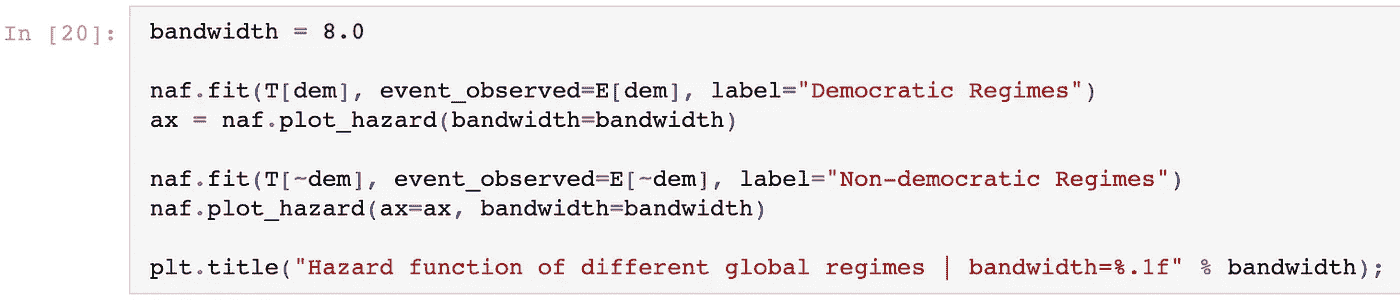 In [20]: bandwidth = 8.0
naf.fit(T[dem], event_observed=E[dem], label="Democratic Regimes")
ax = naf.plot_hazard(bandwidth=bandwidth)
naf.fit(T[~dem], event_observed=E[~dem], label="Non-democratic Regimes")
naf.plot_hazard(ax=ax, bandwidth=bandwidth)
plt.title("Hazard function of different global regimes | bandwidth=%.1f" % bandwidth);